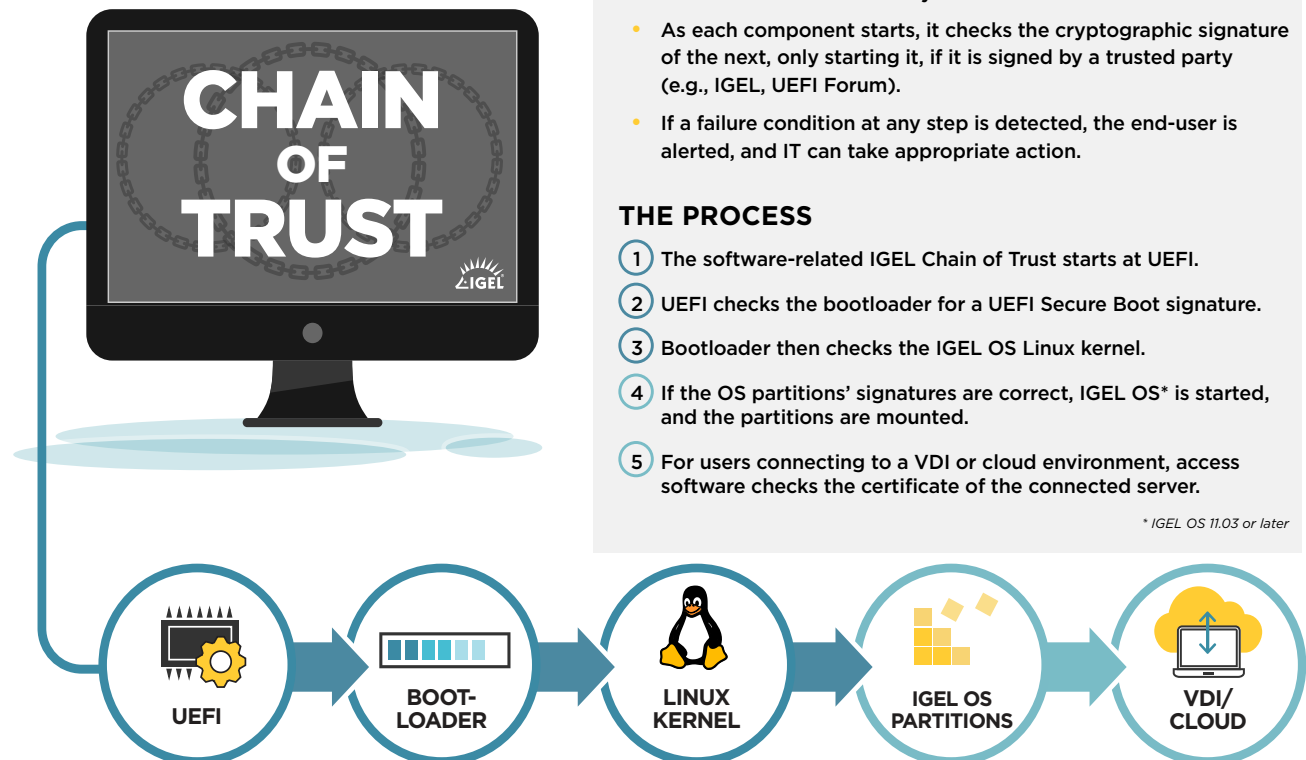 CHAIN
OF
TRUST
IGEL
• As each component starts, it checks the cryptographic signature
of the next, only starting it, if it is signed by a trusted party
(e.g., IGEL, UEFI Forum).
• If a failure condition at any step is detected, the end-user is
alerted, and IT can take appropriate action.
THE PROCESS
1 The software-related IGEL Chain of Trust starts at UEFI.
2 UEFI checks the bootloader for a UEFI Secure Boot signature.
3 Bootloader then checks the IGEL OS Linux kernel.
4 If the OS partitions’ signatures are correct, IGEL OS* is started,
and the partitions are mounted.
5 For users connecting to a VDI or cloud environment, access
software checks the certificate of the connected server.
* IGEL OS 11.03 or later
UEFI
BOOT-
LOADER
LINUX
KERNEL
IGEL OS
PARTITIONS
VDI/
CLOUD